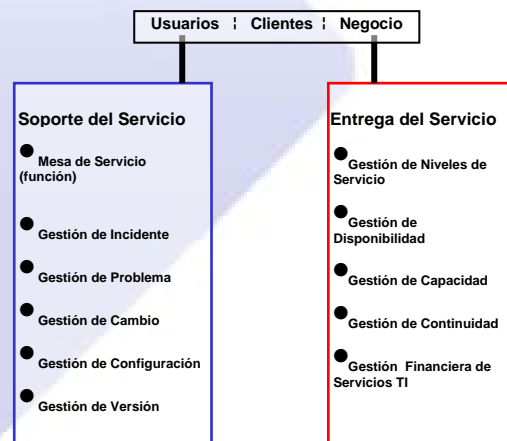 Usuarios ¦ Clientes ¦ Negocio
Soporte del Servicio
● Mesa de Servicio
(función)
● Gestión de Incidente
● Gestión de Problema
● Gestión de Cambio
● Gestión de Configuración
● Gestión de Versión
Entrega del Servicio
● Gestión de Niveles de
Servicio
● Gestión de
Disponibilidad
● Gestión de Capacidad
● Gestión de Continuidad
● Gestión Financiera de
Servicios TI